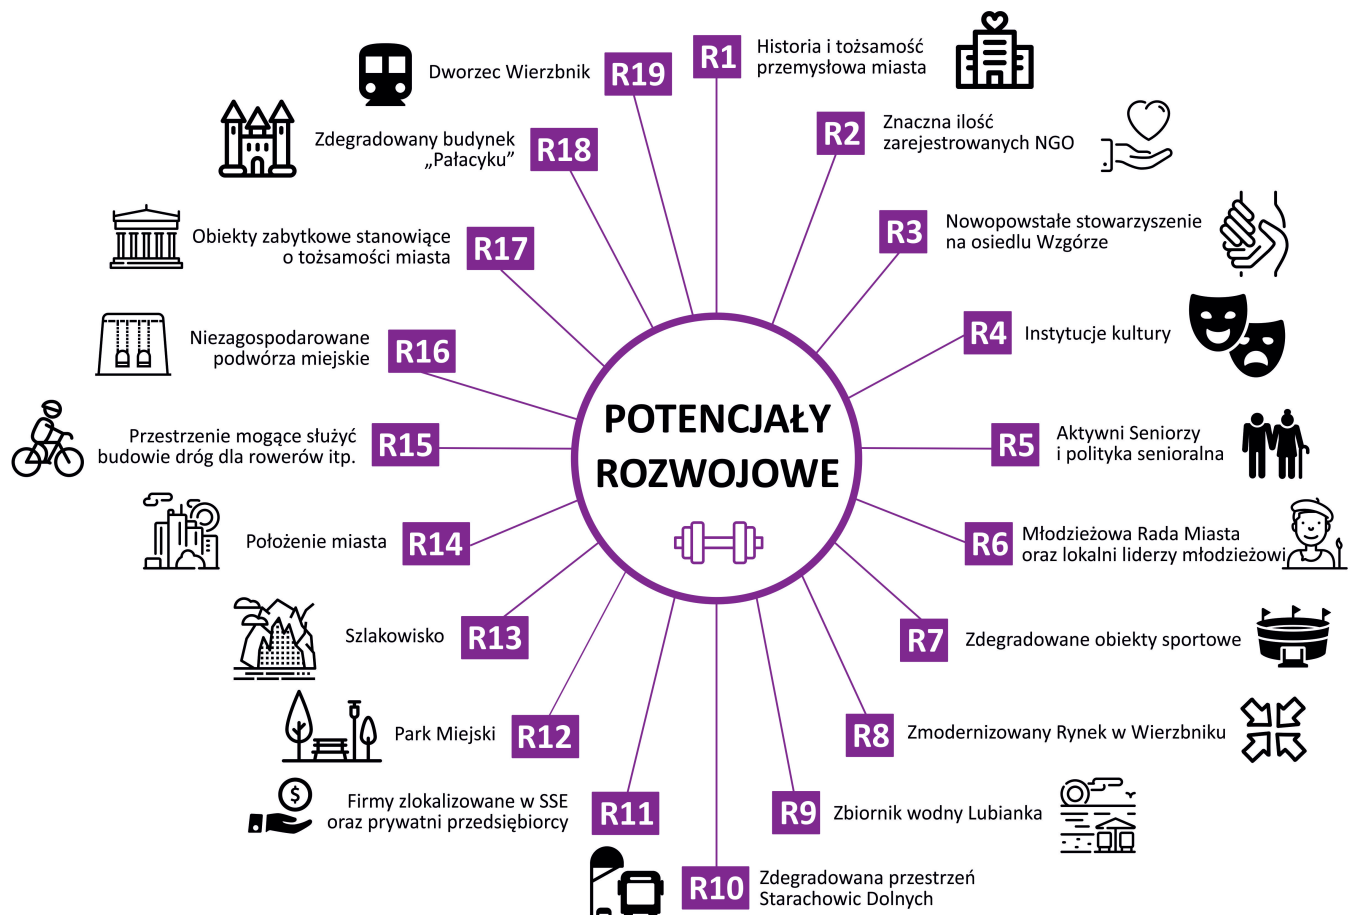 POTENCJAŁY
ROZWOJOWE
R1
Historia i tożsamość
przemysłowa miasta
R2
Znaczna ilość
zarejestrowanych NGO
R3
Nowopowstałe stowarzyszenie
na osiedlu Wzgórze
R4
Instytucje kultury
R5
Aktywni Seniorzy
i polityka senioralna
R6
Młodzieżowa Rada Miasta
oraz lokalni liderzy młodzieżowi
R7
Zdegradowane obiekty sportowe
R8
Zmodernizowany Rynek w Wierzbniku
R9
Zbiornik wodny Lubianka
R10
Zdegradowana przestrzeń
Starachowic Dolnych
R11
Firmy zlokalizowane w SSE
oraz prywatni przedsiębiorcy
$
R12
Park Miejski
R13
Szlakowisko
R14
Położenie miasta
R15
Przestrzenie mogące służyć
budowie dróg dla rowerów itp.
R16
Niezagospodarowane
podwórza miejskie
R17
Obiekty zabytkowe stanowiące
o tożsamości miasta
R18
Zdegradowany budynek
„Pałacyku”
R19
Dworzec Wierzbnik